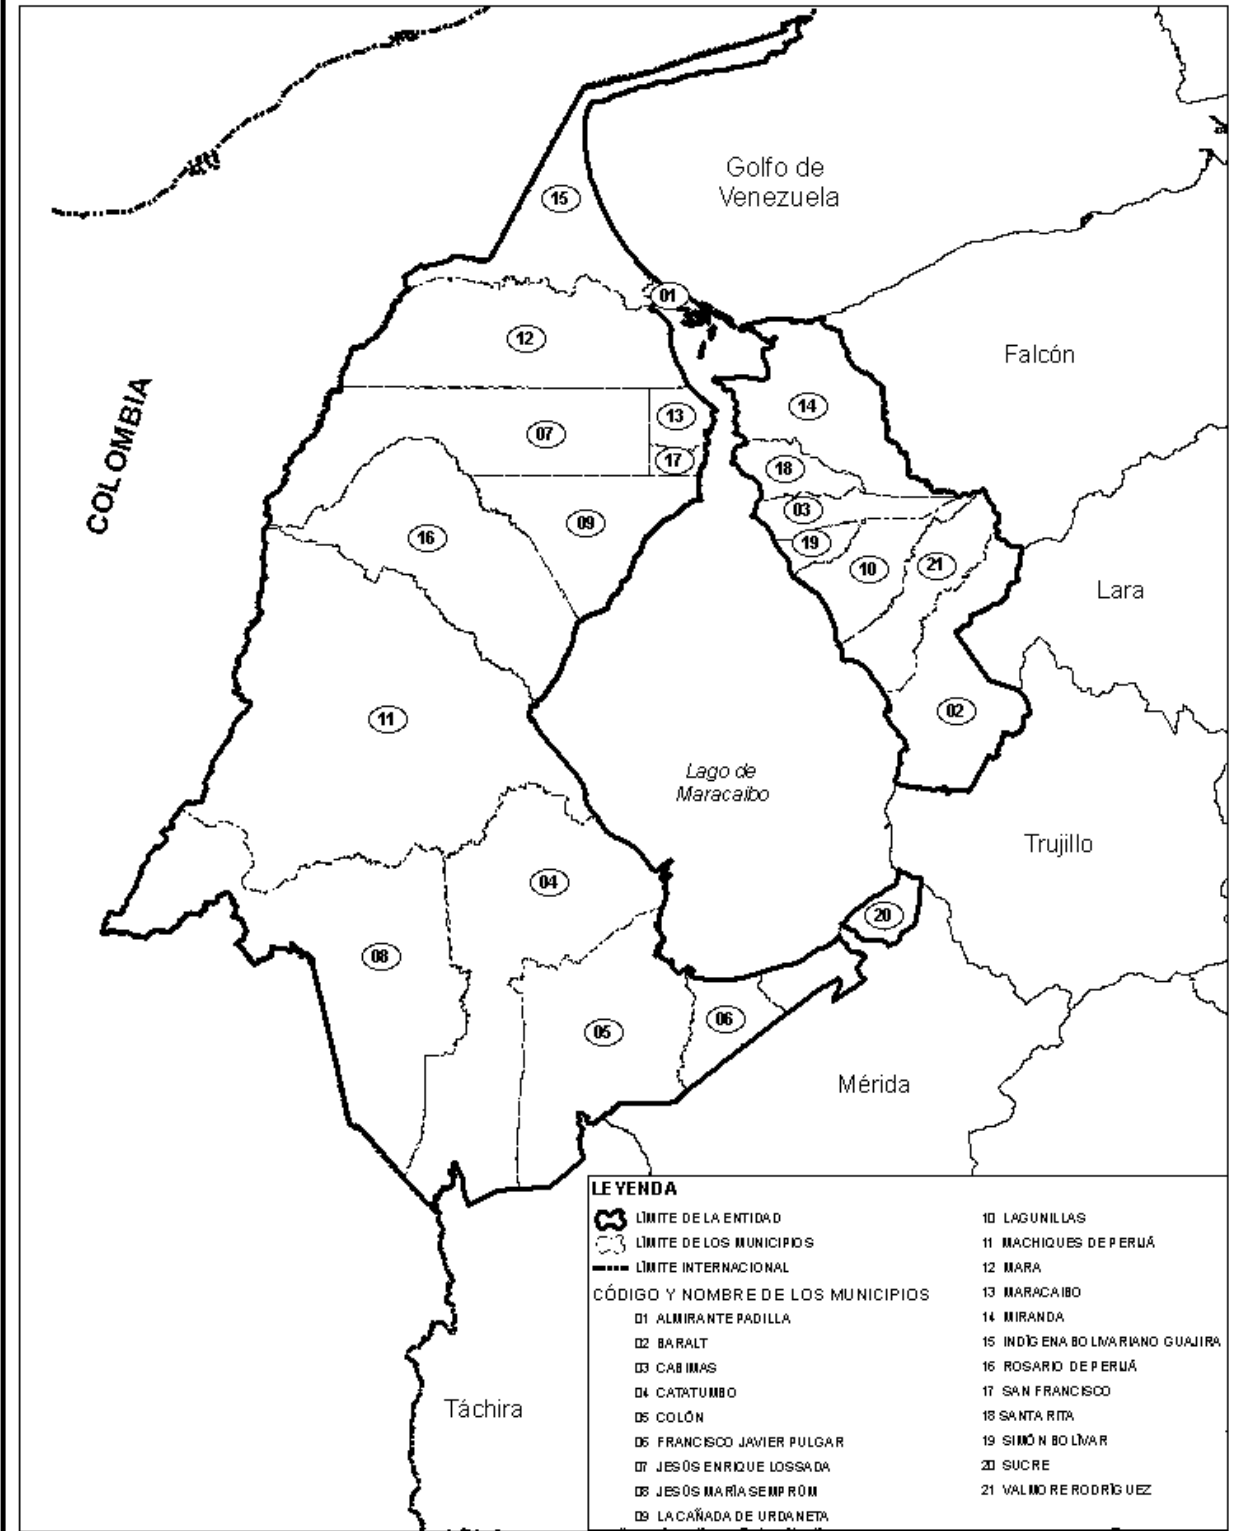 Golfo de
Venezuela
15
01
12
Falcón
COLOMBIA
14
13
07
17
18
03
09
16
19
10
21
Lara
11
02
Lago de
Maracaibo
Trujillo
04
20
08
05
06
Mérida
Táchira
LEYENDA
LÍMITE DE LA ENTIDAD
LÍMITE DE LOS MUNICIPIOS
LÍMITE INTERNACIONAL
CÓDIGO Y NOMBRE DE LOS MUNICIPIOS
01 ALMIRANTE PADILLA
02 BARALT
03 CABIMAS
04 CATATUMBO
05 COLÓN
06 FRANCISCO JAVIER PULGAR
07 JESÚS ENRIQUE LOSSADA
08 JESÚS MARÍA SEMPRÚM
09 LA CAÑADA DE URDANETA
10 LAGUNILLAS
11 MACHIQUES DE PERIJÁ
12 MARA
13 MARACAIBO
14 MIRANDA
15 INDÍGENA BOLIVARIANO GUAJIRA
16 ROSARIO DE PERIJÁ
17 SAN FRANCISCO
18 SANTA RITA
19 SIMÓN BOLÍVAR
20 SUCRE
21 VALMORE RODRÍGUEZ